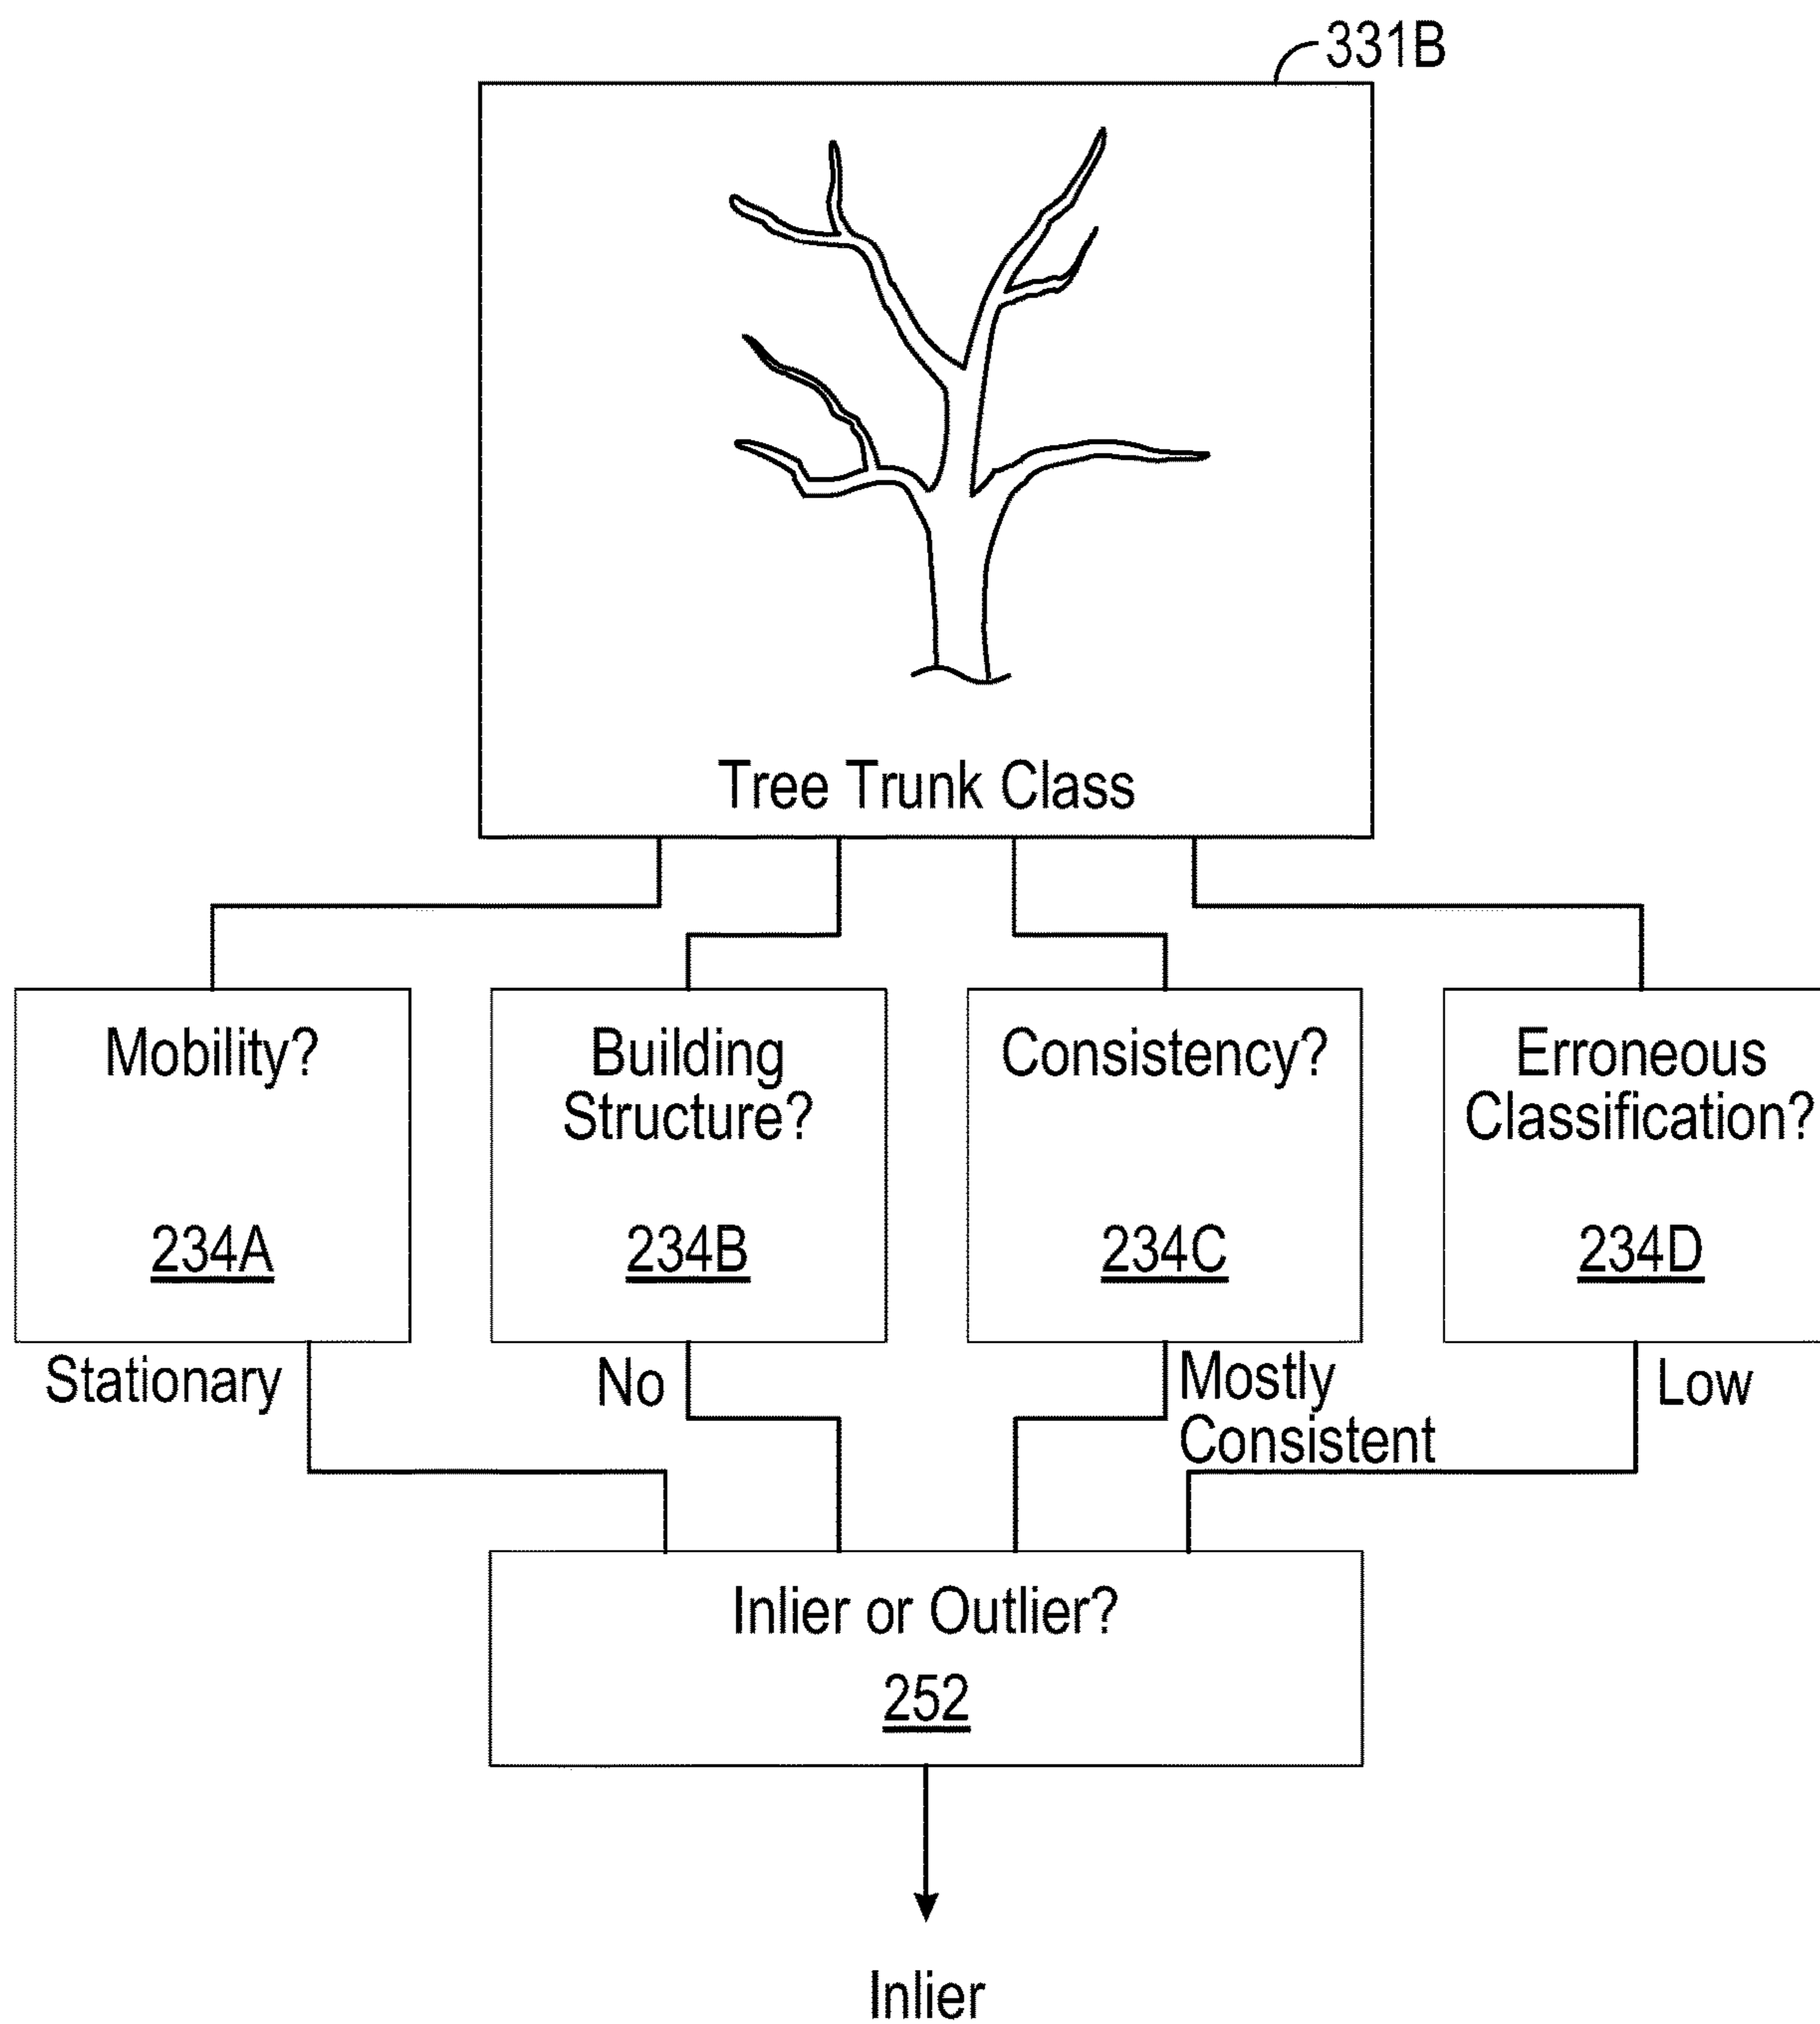 331B
Tree Trunk Class
Mobility?
234A
Building
Structure?
234B
Consistency?
234C
Erroneous
Classification?
234D
Stationary
No
Mostly
Consistent
Low
Inlier or Outlier?
252
Inlier